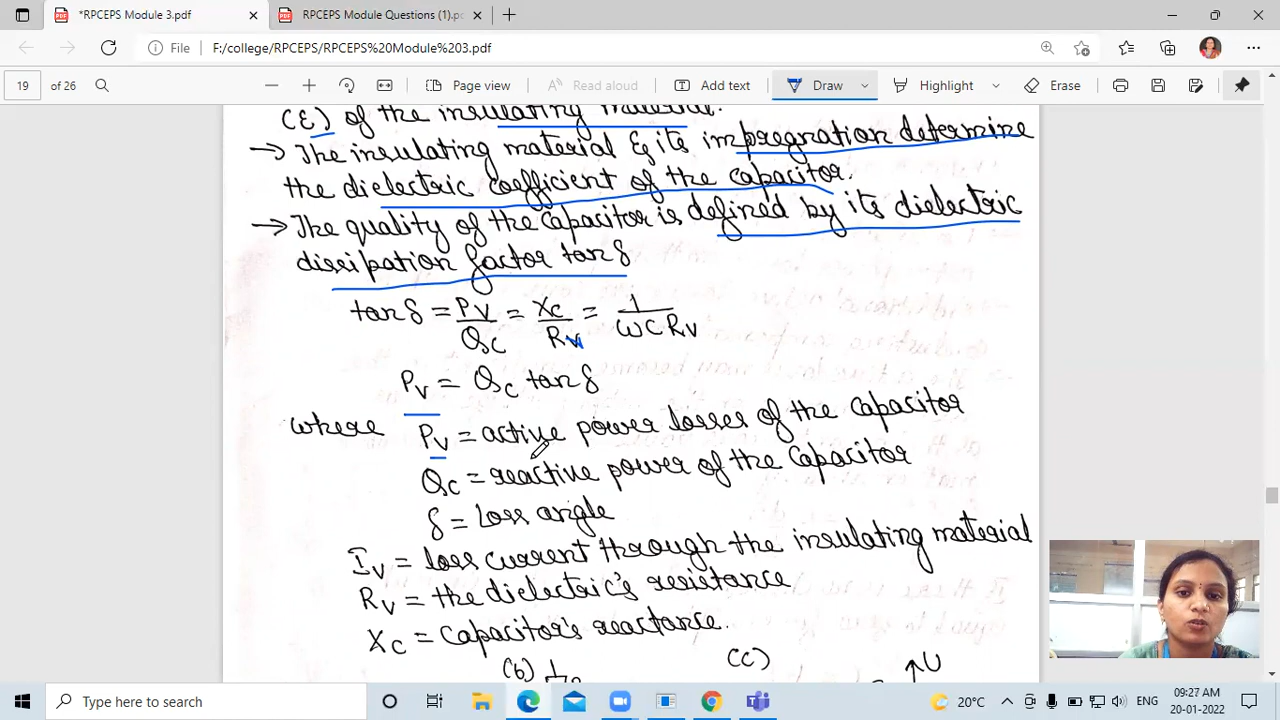 *RPCEPS Module 3.pdf
RPCEPS Module Questions (1).pc
File
F:/college/RPCEPS/RPCEPS%20Module%203.pdf
19
of 26
Page view
Read aloud
Add text
Draw
Highlight
Erase
(ε) of the insulating material.
→ The insulating material & its impregration determine
the dielectric coefficient of the capacitor.
→ The quality of the capacitor is defined by its dielectric
dissipation factor tanδ
tanδ = Pv/Qc = Xc/Rv = 1/ωCRv
Pv = Qc tanδ
where
Pv = active power losses of the capacitor
Qc = reactive power of the capacitor
δ = Loss angle
Iv = loss current through the insulating material
Rv = the dielectric's resistance
Xc = Capacitor's reactance.
(b)
(c)
↑U
Type here to search
20°C
ENG
09:27 AM
20-01-2022